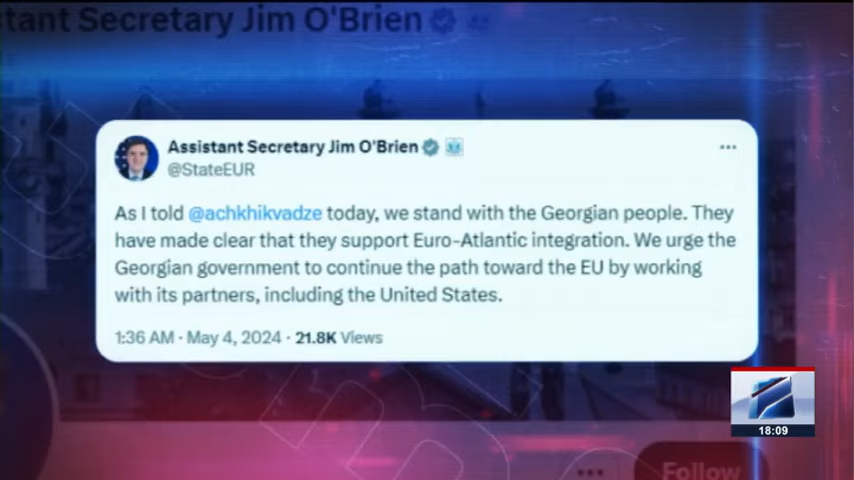 tant Secretary Jim O'Brien
Assistant Secretary Jim O'Brien
@StateEUR
As I told @achkhikvadze today, we stand with the Georgian people. They
have made clear that they support Euro-Atlantic integration. We urge the
Georgian government to continue the path toward the EU by working
with its partners, including the United States.
1:36 AM · May 4, 2024 · 21.8K Views
18:09
Follow